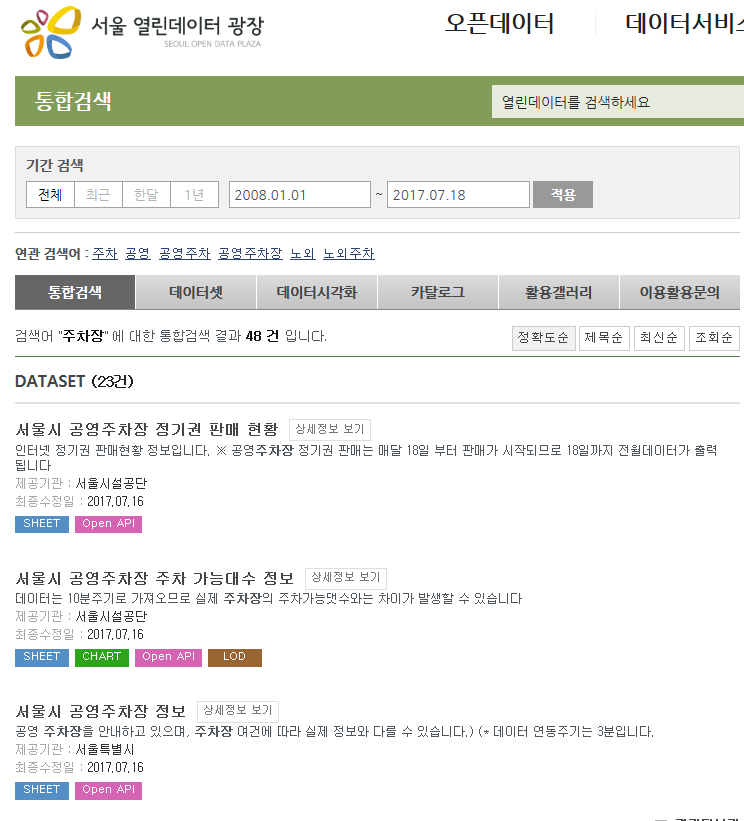 서울 열린데이터 광장
SEOUL OPEN DATA PLAZA
오픈데이터 데이터서비스
통합검색 열린데이터를 검색하세요
기간 검색
전체 최근 한달 1년 2008.01.01 ~ 2017.07.18 적용
연관 검색어 : 주차 공영 공영주차 공영주차장 노외 노외주차
통합검색 데이터셋 데이터시각화 카탈로그 활용갤러리 이용활용문의
검색어 "주차장" 에 대한 통합검색 결과 48 건 입니다. 정확도순 제목순 최신순 조회순
DATASET (23건)
서울시 공영주차장 정기권 판매 현황 상세정보 보기
인터넷 정기권 판매현황 정보입니다. ※ 공영주차장 정기권 판매는 매달 18일 부터 판매가 시작되므로 18일까지 전월데이터가 출력
됩니다
제공기관 : 서울시설공단
최종수정일 : 2017.07.16
SHEET Open API
서울시 공영주차장 주차 가능대수 정보 상세정보 보기
데이터는 10분주기로 가져오므로 실제 주차장의 주차가능댓수와는 차이가 발생할 수 있습니다
제공기관 : 서울시설공단
최종수정일 : 2017.07.16
SHEET CHART Open API LOD
서울시 공영주차장 정보 상세정보 보기
공영 주차장을 안내하고 있으며, 주차장 여건에 따라 실제 정보와 다를 수 있습니다.) (* 데이터 연동주기는 3분입니다.
제공기관 : 서울특별시
최종수정일 : 2017.07.16
SHEET Open API